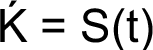 Ḱ = S(t)